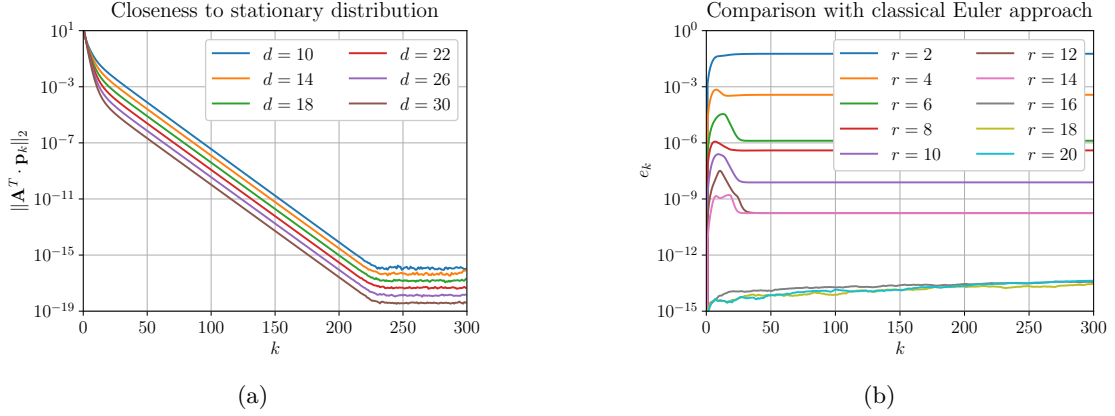 Closeness to stationary distribution
10^1
10^{-3}
10^{-7}
10^{-11}
10^{-15}
10^{-19}
||A^T · p_k||_2
d = 10
d = 14
d = 18
d = 22
d = 26
d = 30
0 50 100 150 200 250 300
k
(a)
Comparison with classical Euler approach
10^0
10^{-3}
10^{-6}
10^{-9}
10^{-12}
10^{-15}
e_k
r = 2
r = 4
r = 6
r = 8
r = 10
r = 12
r = 14
r = 16
r = 18
r = 20
0 50 100 150 200 250 300
k
(b)